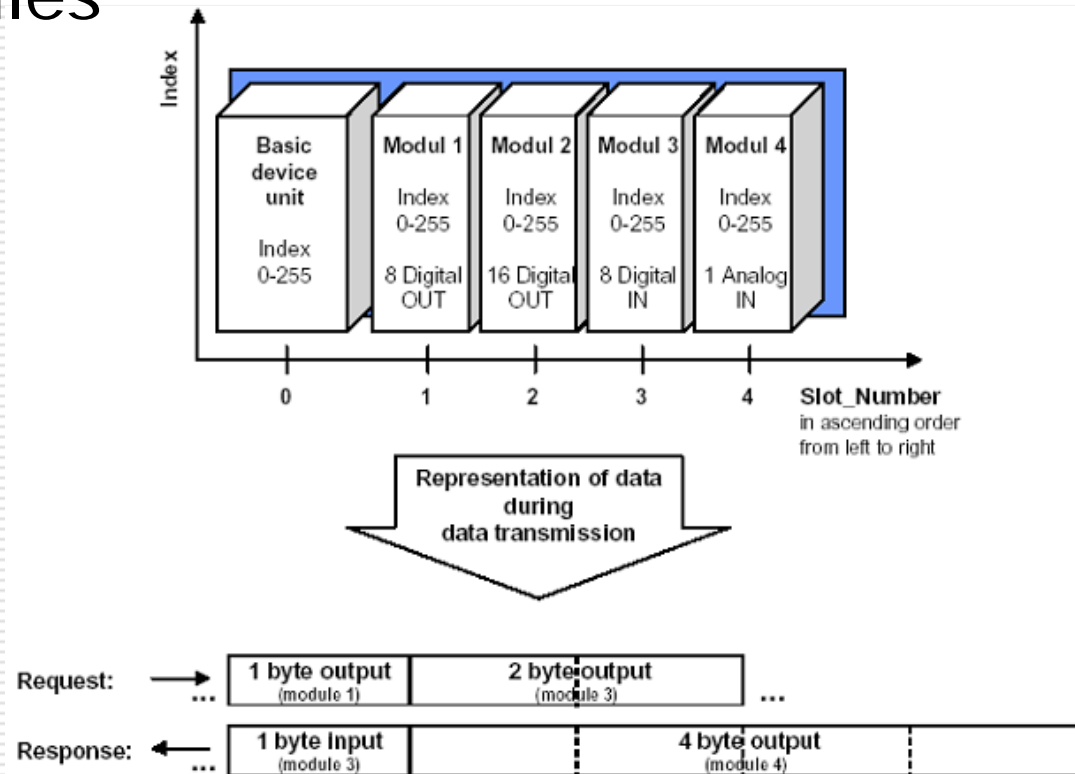 Index
Basic
device
unit
Index
0-255
Modul 1
Index
0-255
8 Digital
OUT
Modul 2
Index
0-255
16 Digital
OUT
Modul 3
Index
0-255
8 Digital
IN
Modul 4
Index
0-255
1 Analog
IN
0 1 2 3 4 Slot_Number
in ascending order
from left to right
Representation of data
during
data transmission
Request: ... 1 byte output 2 byte output ...
(module 1) (module 3)
Response: ... 1 byte input 4 byte output
(module 3) (module 4)